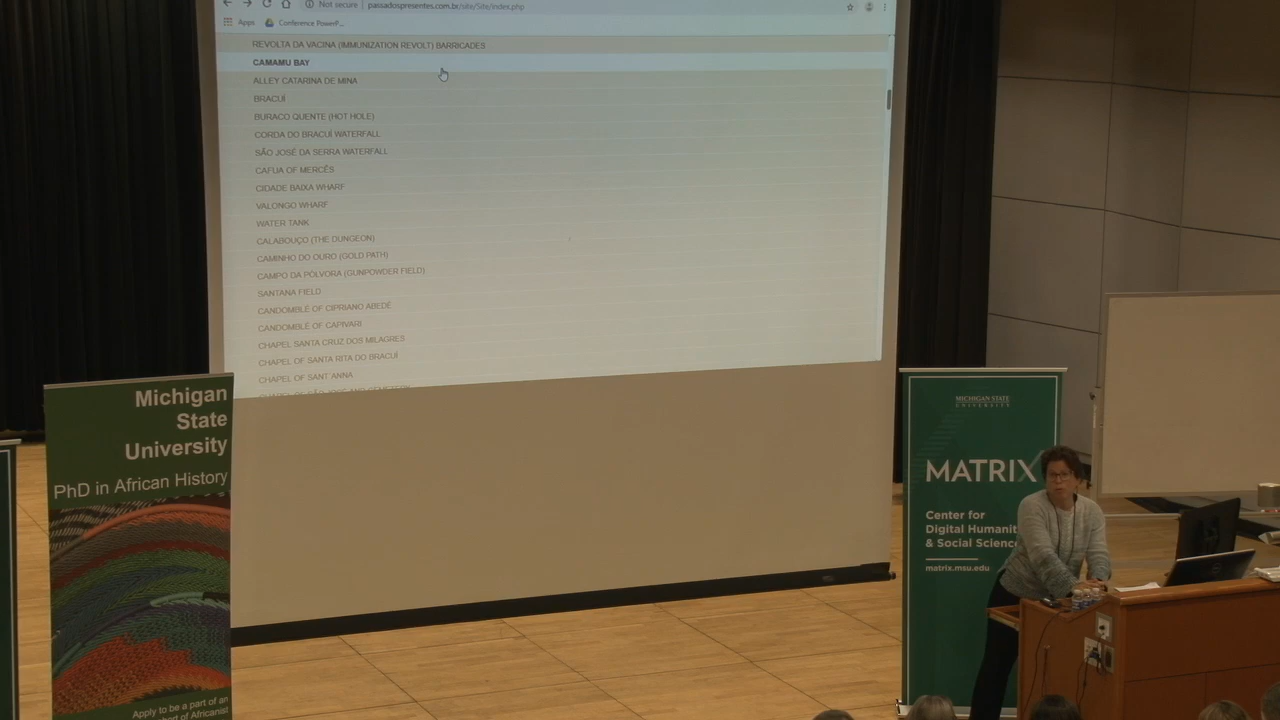 Not secure | passadospresentes.com.br/site/Site/index.php
Apps Conference PowerP...
REVOLTA DA VACINA (IMMUNIZATION REVOLT) BARRICADES
CAMAMU BAY
ALLEY CATARINA DE MINA
BRACUÍ
BURACO QUENTE (HOT HOLE)
CORDA DO BRACUÍ WATERFALL
SÃO JOSÉ DA SERRA WATERFALL
CAFUA OF MERCÊS
CIDADE BAIXA WHARF
VALONGO WHARF
WATER TANK
CALABOUÇO (THE DUNGEON)
CAMINHO DO OURO (GOLD PATH)
CAMPO DA PÓLVORA (GUNPOWDER FIELD)
SANTANA FIELD
CANDOMBLÉ OF CIPRIANO ABEDÉ
CANDOMBLÉ OF CAPIVARI
CHAPEL SANTA CRUZ DOS MILAGRES
CHAPEL OF SANTA RITA DO BRACUÍ
CHAPEL OF SANT'ANNA
Michigan
State
University
PhD in African History
Apply to be a part of an
ort of Africanist
MICHIGAN STATE
UNIVERSITY
MATRIX
Center for
Digital Humanit
& Social Scienc
matrix.msu.edu